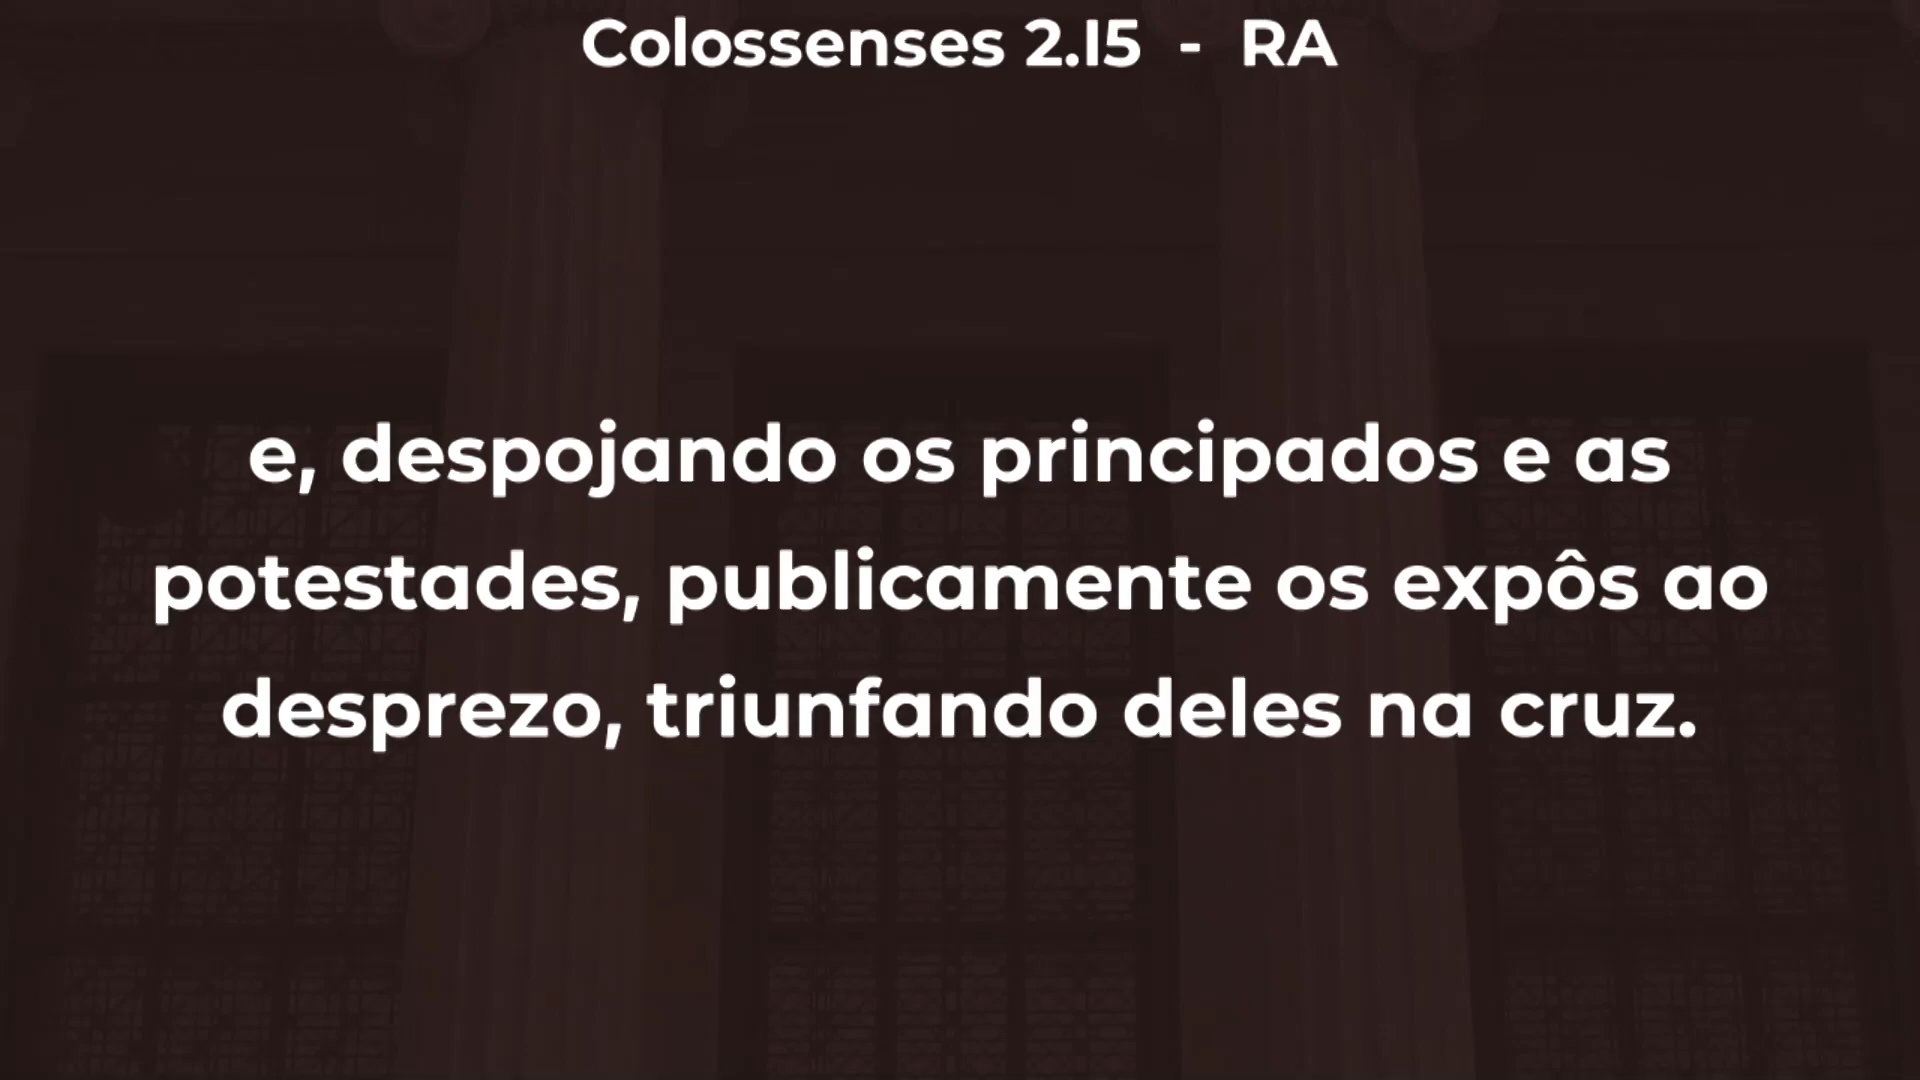 Colossenses 2.15 - RA
e, despojando os principados e as
potestades, publicamente os expôs ao
desprezo, triunfando deles na cruz.